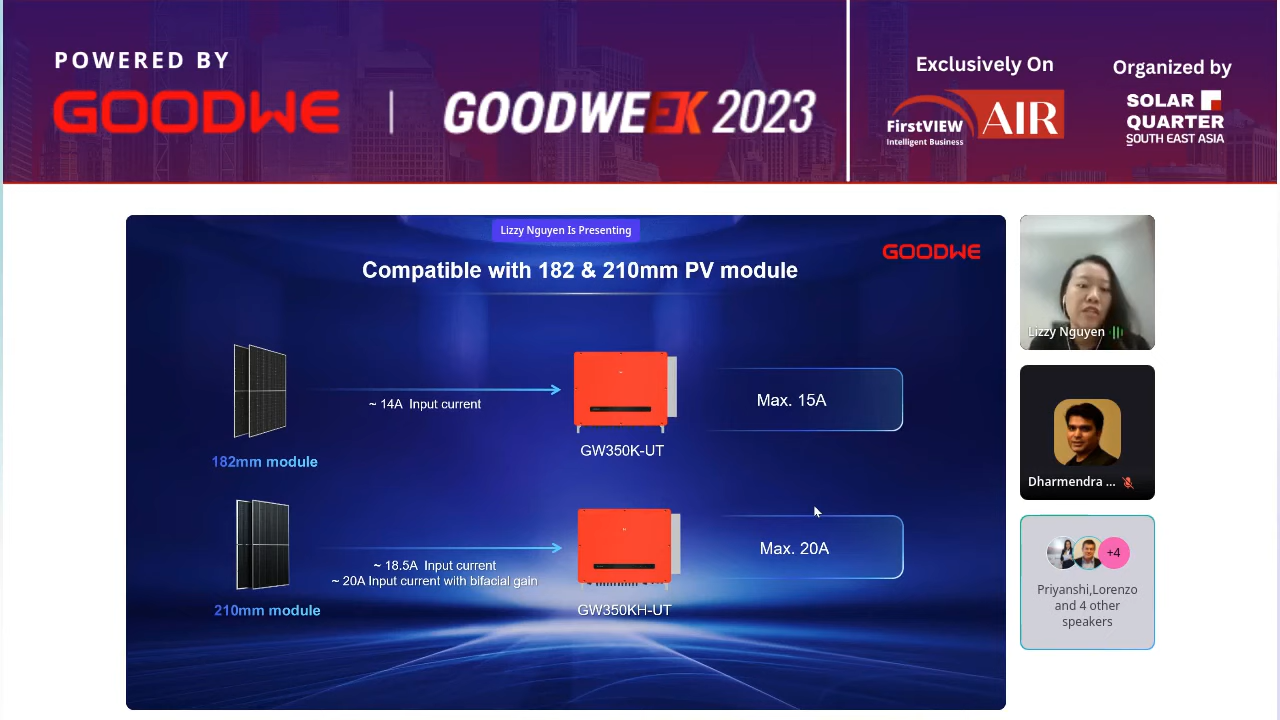 POWERED BY
GOODWE
GOODWEEK 2023
Exclusively On
FirstVIEW
Intelligent Business
AIR
Organized by
SOLAR
QUARTER
SOUTH EAST ASIA
Lizzy Nguyen Is Presenting
GOODWE
Compatible with 182 & 210mm PV module
~ 14A Input current
182mm module
GW350K-UT
Max. 15A
~ 18.5A Input current
~ 20A Input current with bifacial gain
210mm module
GW350KH-UT
Max. 20A
Lizzy Nguyen
Dharmendra ...
+4
Priyanshi,Lorenzo
and 4 other
speakers